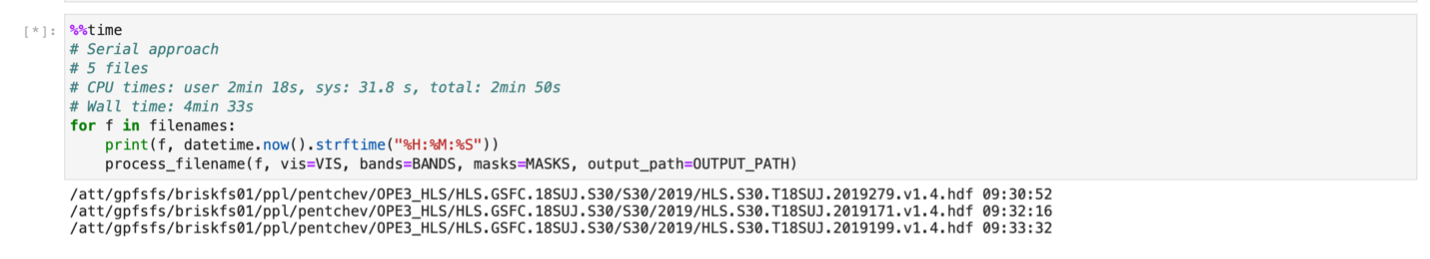 [*]: %%time
# Serial approach
# 5 files
# CPU times: user 2min 18s, sys: 31.8 s, total: 2min 50s
# Wall time: 4min 33s
for f in filenames:
    print(f, datetime.now().strftime("%H:%M:%S"))
    process_filename(f, vis=VIS, bands=BANDS, masks=MASKS, output_path=OUTPUT_PATH)
/att/gpfsfs/briskfs01/ppl/pentchev/OPE3_HLS/HLS.GSFC.18SUJ.S30/S30/2019/HLS.S30.T18SUJ.2019279.v1.4.hdf 09:30:52
/att/gpfsfs/briskfs01/ppl/pentchev/OPE3_HLS/HLS.GSFC.18SUJ.S30/S30/2019/HLS.S30.T18SUJ.2019171.v1.4.hdf 09:32:16
/att/gpfsfs/briskfs01/ppl/pentchev/OPE3_HLS/HLS.GSFC.18SUJ.S30/S30/2019/HLS.S30.T18SUJ.2019199.v1.4.hdf 09:33:32